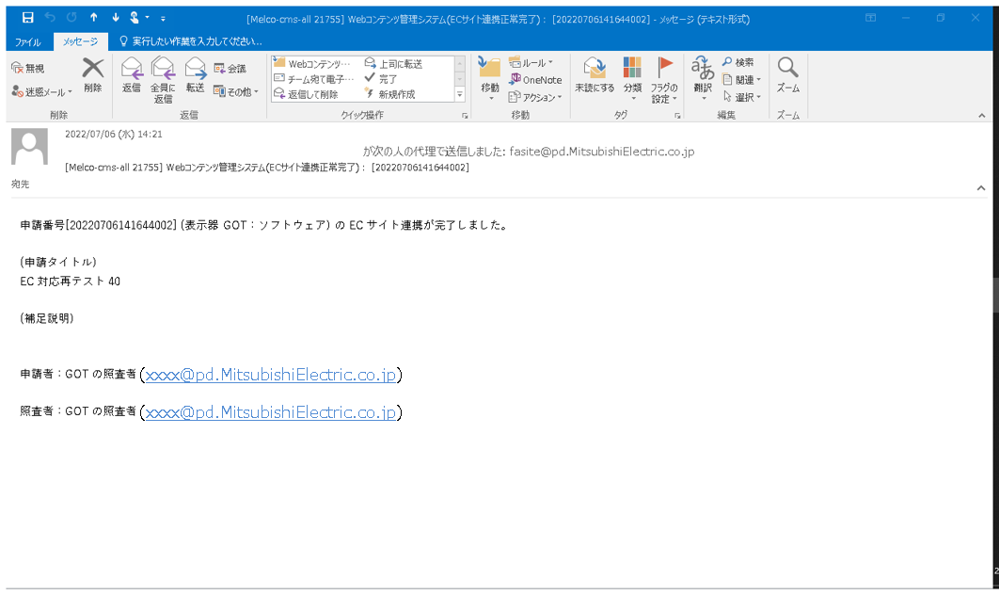 [Melco-cms-all 21755] Webコンテンツ管理システム(ECサイト連携正常完了)： [20220706141644002] - メッセージ (テキスト形式)
ファイル メッセージ 実行したい作業を入力してください...
無視
迷惑メール
削除
削除
返信
全員に返信
転送
会議
その他
返信
Webコンテンツ…
チーム宛て電子…
返信して削除
上司に転送
完了
新規作成
クイック操作
移動
ルール
OneNote
アクション
移動
未読にする
分類
フラグの設定
タグ
翻訳
検索
関連
選択
編集
ズーム
ズーム
2022/07/06 (水) 14:21
が次の人の代理で送信しました: fasite@pd.MitsubishiElectric.co.jp
[Melco-cms-all 21755] Webコンテンツ管理システム(ECサイト連携正常完了)： [20220706141644002]
宛先
申請番号[20220706141644002] (表示器 GOT：ソフトウェア) の EC サイト連携が完了しました。
(申請タイトル)
EC 対応再テスト 40
(補足説明)
申請者：GOT の照査者(xxxx@pd.MitsubishiElectric.co.jp)
照査者：GOT の照査者(xxxx@pd.MitsubishiElectric.co.jp)
2